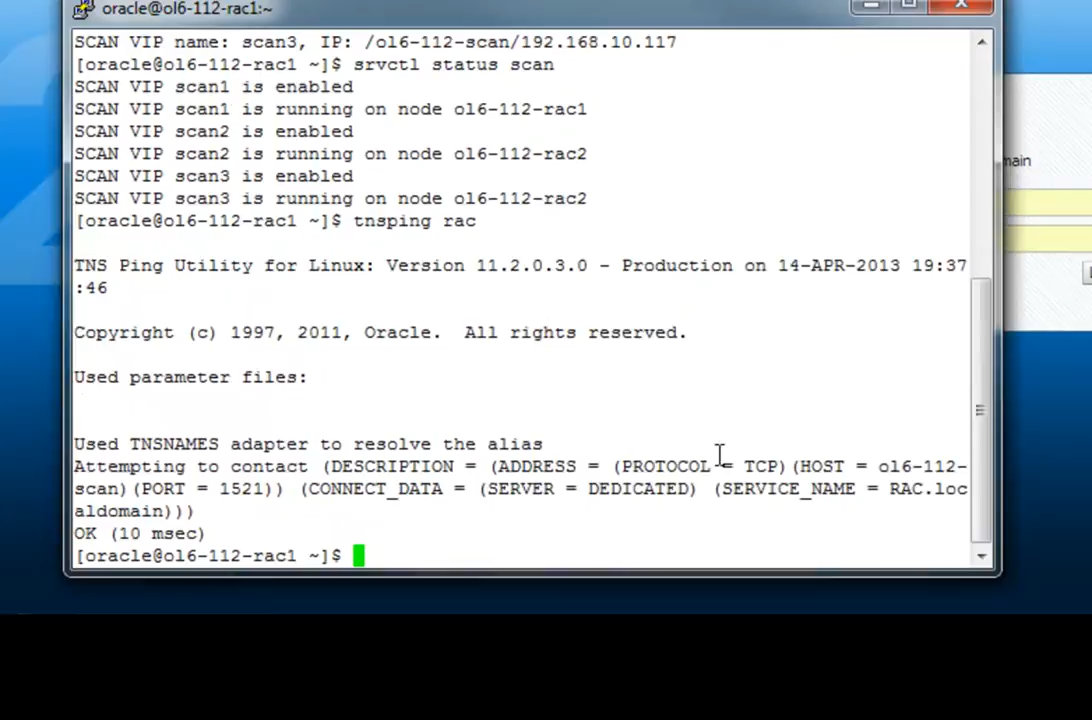 oracle@ol6-112-rac1:~
SCAN VIP name: scan3, IP: /ol6-112-scan/192.168.10.117
[oracle@ol6-112-rac1 ~]$ srvctl status scan
SCAN VIP scan1 is enabled
SCAN VIP scan1 is running on node ol6-112-rac1
SCAN VIP scan2 is enabled
SCAN VIP scan2 is running on node ol6-112-rac2
SCAN VIP scan3 is enabled
SCAN VIP scan3 is running on node ol6-112-rac2
[oracle@ol6-112-rac1 ~]$ tnsping rac
TNS Ping Utility for Linux: Version 11.2.0.3.0 - Production on 14-APR-2013 19:37
:46
Copyright (c) 1997, 2011, Oracle.  All rights reserved.
Used parameter files:
Used TNSNAMES adapter to resolve the alias
Attempting to contact (DESCRIPTION = (ADDRESS = (PROTOCOL = TCP)(HOST = ol6-112-
scan)(PORT = 1521)) (CONNECT_DATA = (SERVER = DEDICATED) (SERVICE_NAME = RAC.loc
aldomain)))
OK (10 msec)
[oracle@ol6-112-rac1 ~]$
main